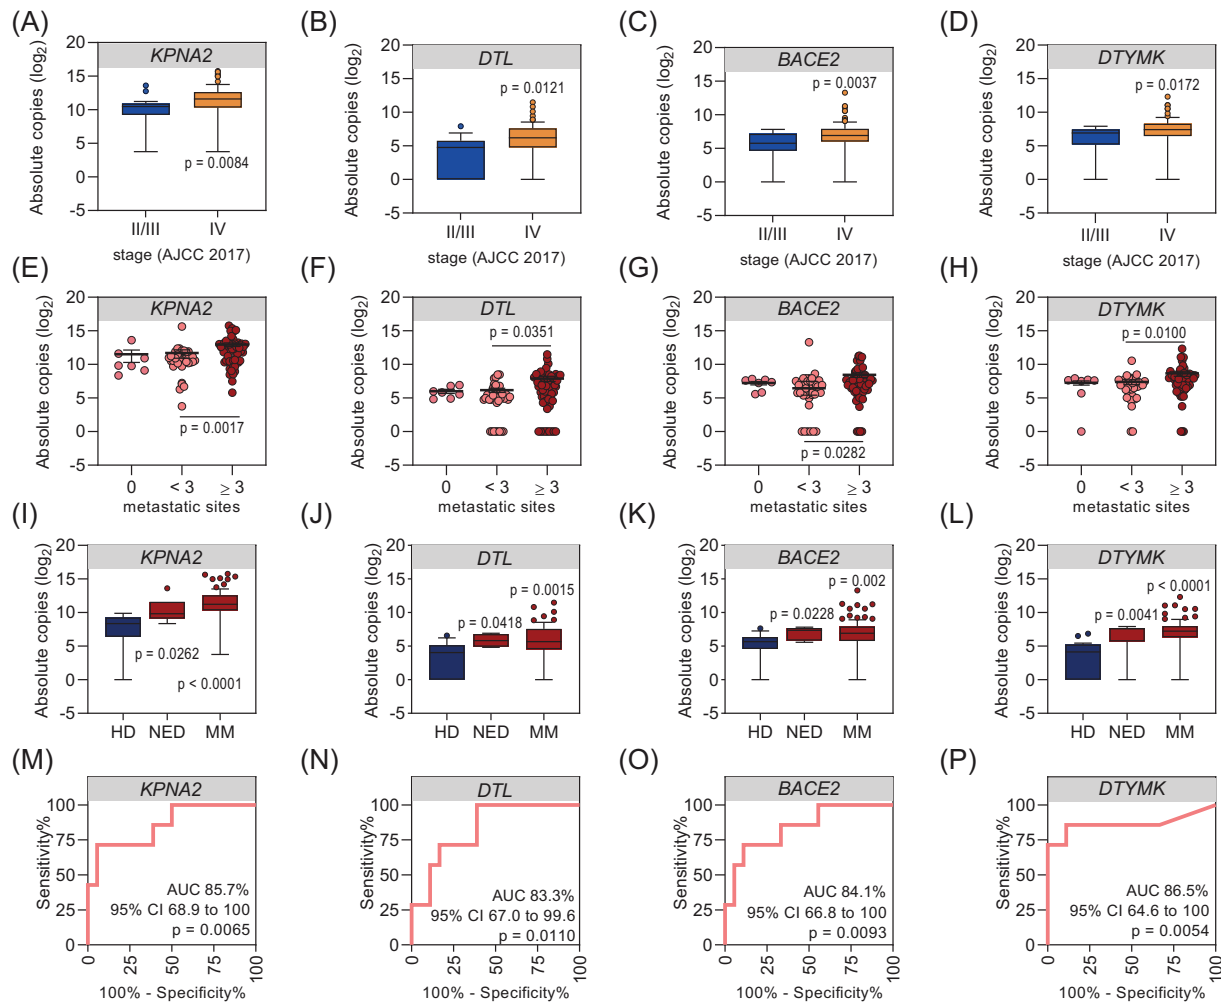 (A)
KPNA2
Absolute copies (log2)
20
15
10
5
0
-5
p = 0.0084
II/III
IV
stage (AJCC 2017)
(B)
DTL
Absolute copies (log2)
20
15
10
5
0
-5
p = 0.0121
II/III
IV
stage (AJCC 2017)
(C)
BACE2
Absolute copies (log2)
20
15
10
5
0
-5
p = 0.0037
II/III
IV
stage (AJCC 2017)
(D)
DTYMK
Absolute copies (log2)
20
15
10
5
0
-5
p = 0.0172
II/III
IV
stage (AJCC 2017)
(E)
KPNA2
Absolute copies (log2)
20
15
10
5
0
-5
p = 0.0017
0
< 3
≥ 3
metastatic sites
(F)
DTL
Absolute copies (log2)
20
15
10
5
0
-5
p = 0.0351
0
< 3
≥ 3
metastatic sites
(G)
BACE2
Absolute copies (log2)
20
15
10
5
0
-5
p = 0.0282
0
< 3
≥ 3
metastatic sites
(H)
DTYMK
Absolute copies (log2)
20
15
10
5
0
-5
p = 0.0100
0
< 3
≥ 3
metastatic sites
(I)
KPNA2
Absolute copies (log2)
20
15
10
5
0
-5
p = 0.0262
p < 0.0001
HD
NED
MM
(J)
DTL
Absolute copies (log2)
20
15
10
5
0
-5
p = 0.0015
p = 0.0418
HD
NED
MM
(K)
BACE2
Absolute copies (log2)
20
15
10
5
0
-5
p = 0.002
p = 0.0228
HD
NED
MM
(L)
DTYMK
Absolute copies (log2)
20
15
10
5
0
-5
p < 0.0001
p = 0.0041
HD
NED
MM
(M)
KPNA2
Sensitivity%
100
75
50
25
0
AUC 85.7%
95% CI 68.9 to 100
p = 0.0065
0
25
50
75
100
100% - Specificity%
(N)
DTL
Sensitivity%
100
75
50
25
0
AUC 83.3%
95% CI 67.0 to 99.6
p = 0.0110
0
25
50
75
100
100% - Specificity%
(O)
BACE2
Sensitivity%
100
75
50
25
0
AUC 84.1%
95% CI 66.8 to 100
p = 0.0093
0
25
50
75
100
100% - Specificity%
(P)
DTYMK
Sensitivity%
100
75
50
25
0
AUC 86.5%
95% CI 64.6 to 100
p = 0.0054
0
25
50
75
100
100% - Specificity%